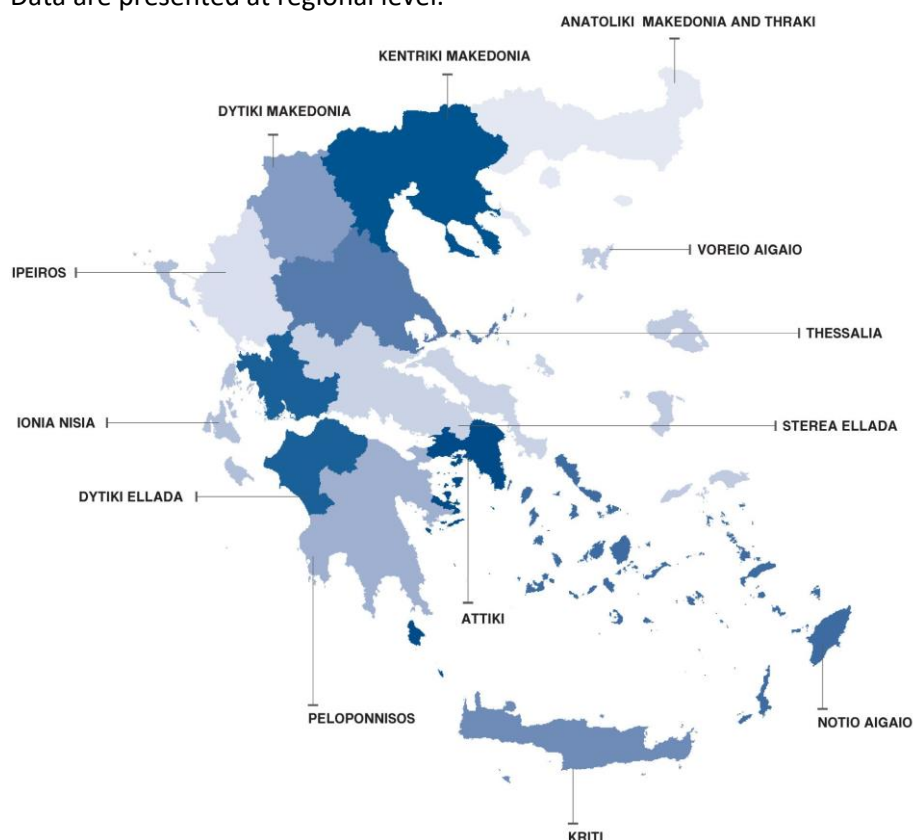 Data are presented at regional level.
ANATOLIKI MAKEDONIA AND THRAKI
KENTRIKI MAKEDONIA
DYTIKI MAKEDONIA
VOREIO AIGAIO
IPEIROS
THESSALIA
IONIA NISIA
STEREA ELLADA
DYTIKI ELLADA
ATTIKI
PELOPONNISOS
NOTIO AIGAIO
KRITI